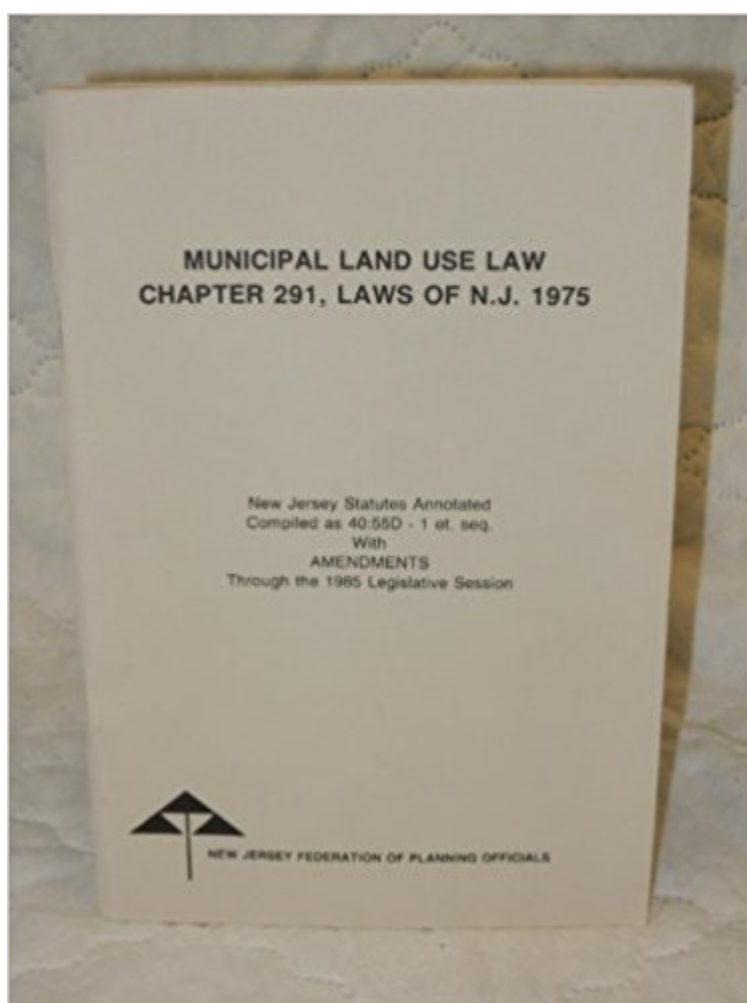 MUNICIPAL LAND USE LAW
CHAPTER 291, LAWS OF N.J. 1975
New Jersey Statutes Annotated
Compiled as 40:55D - 1 et. seq.
With
AMENDMENTS
Through the 1985 Legislative Session
NEW JERSEY FEDERATION OF PLANNING OFFICIALS